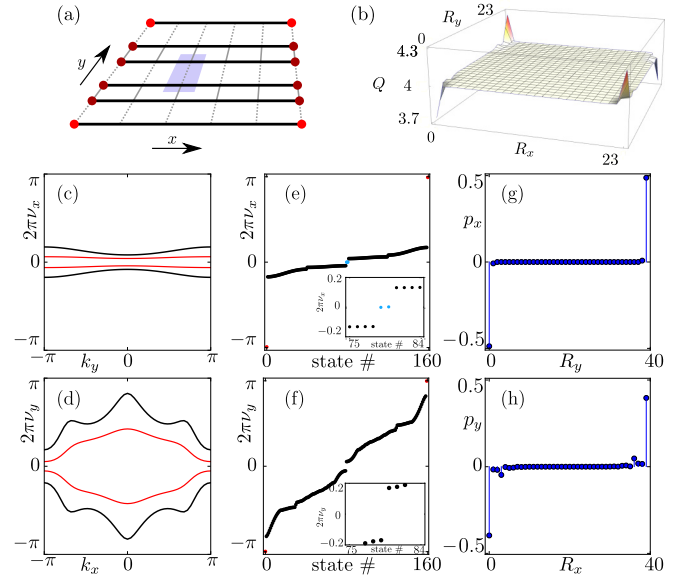 (a)
y
x
(b)
R_y
23
0
4.3
Q
4
3.7
0
R_x
23
(c)
2πν_x
π
0
−π
−π
k_y
0
π
(e)
2πν_x
π
0
−π
0
state #
160
2πν_x
0.2
0
−0.2
75
state #
84
(g)
p_x
0.5
0
−0.5
0
R_y
40
(d)
2πν_y
π
0
−π
−π
k_x
0
π
(f)
2πν_y
π
0
−π
0
state #
160
2πν_y
0.2
0
−0.2
75
state #
84
(h)
p_y
0.5
0
−0.5
0
R_x
40